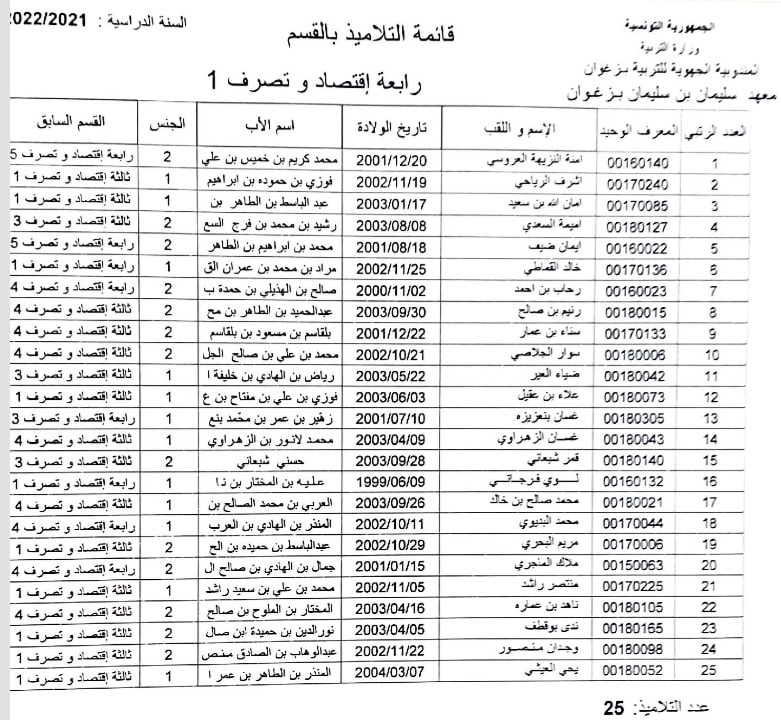 الجمهورية التونسية
وزارة التربية
المندوبية الجهوية للتربية بزغوان
معهد سليمان بن سليمان بزغوان
السنة الدراسية : 2022/2021
قائمة التلاميذ بالقسم
رابعة إقتصاد و تصرف 1
العدد الرتبي المعرف الوحيد الإسم و اللقب تاريخ الولادة اسم الأب الجنس القسم السابق
1 00160140 امنة النزيهة العروسي 2001/12/20 محمد كريم بن خميس بن علي 2 رابعة إقتصاد و تصرف 5
2 00170240 اشرف الرياحي 2002/11/19 فوزي بن حموده بن ابراهيم 1 ثالثة إقتصاد و تصرف 1
3 00170085 امان الله بن سعيد 2003/01/17 عبد الباسط بن الطاهر بن 1 ثالثة إقتصاد و تصرف 1
4 00180127 اميمة السعدي 2003/08/08 رشيد بن محمد بن فرج السع 2 ثالثة إقتصاد و تصرف 3
5 00160022 ايمان ضيف 2001/08/18 محمد بن ابراهيم بن الطاهر 2 رابعة إقتصاد و تصرف 5
6 00170136 خالد القماطي 2002/11/25 مراد بن محمد بن عمران الق 1 رابعة إقتصاد و تصرف 1
7 00160023 رحاب بن احمد 2000/11/02 صالح بن الهذيلي بن حمدة ب 2 رابعة إقتصاد و تصرف 4
8 00180015 رنيم بن صالح 2003/09/30 عبدالحميد بن الطاهر بن مح 2 ثالثة إقتصاد و تصرف 4
9 00170133 سناء بن عمار 2001/12/22 بلقاسم بن مسعود بن بلقاسم 2 ثالثة إقتصاد و تصرف 4
10 00180006 سوار الجلاصي 2002/10/21 محمد بن علي بن صالح الجل 2 ثالثة إقتصاد و تصرف 4
11 00180042 ضياء العير 2003/05/22 رياض بن الهادي بن خليفة ا 1 ثالثة إقتصاد و تصرف 3
12 00180073 علاء بن عقيل 2003/06/03 فوزي بن علي بن مفتاح بن ع 1 ثالثة إقتصاد و تصرف 1
13 00180305 غسان بنعزيزه 2001/07/10 زهير بن عمر بن محمد بنع 1 رابعة إقتصاد و تصرف 3
14 00180043 غسان الزهراوي 2003/04/09 محمد لانور بن الزهراوي 1 ثالثة إقتصاد و تصرف 4
15 00180140 قمر شبعاني 2003/09/28 حسني شبعاني 2 ثالثة إقتصاد و تصرف 3
16 00160132 لـؤي فـرجـاتـي 1999/06/09 عليه بن المختار بن نا 1 رابعة إقتصاد و تصرف 1
17 00180021 محمد صالح بن خالد 2003/09/26 العربي بن محمد الصالح بن 1 ثالثة إقتصاد و تصرف 4
18 00170044 محمد البديوي 2002/10/11 المنذر بن الهادي بن العرب 1 رابعة إقتصاد و تصرف 4
19 00170006 مريم البحري 2002/10/29 عبدالباسط بن حميده بن الح 2 ثالثة إقتصاد و تصرف 1
20 00150063 ملاك الماجري 2001/01/15 جمال بن الهادي بن صالح ال 2 رابعة إقتصاد و تصرف 4
21 00170225 منتصر راشد 2002/11/05 محمد بن علي بن سعيد راشد 1 ثالثة إقتصاد و تصرف 1
22 00180105 ناهد بن عماره 2003/04/16 المختار بن الملوح بن صالح 2 ثالثة إقتصاد و تصرف 4
23 00180165 ندى بوقطف 2003/04/05 نورالدين بن حميدة ابن صال 2 ثالثة إقتصاد و تصرف 1
24 00180098 وجدان منصور 2002/11/22 عبدالوهاب بن الصادق منص 2 ثالثة إقتصاد و تصرف 1
25 00180052 يحي العيثي 2004/03/07 المنذر بن الطاهر بن عمر ا 1 ثالثة إقتصاد و تصرف 1
عدد التلاميذ: 25